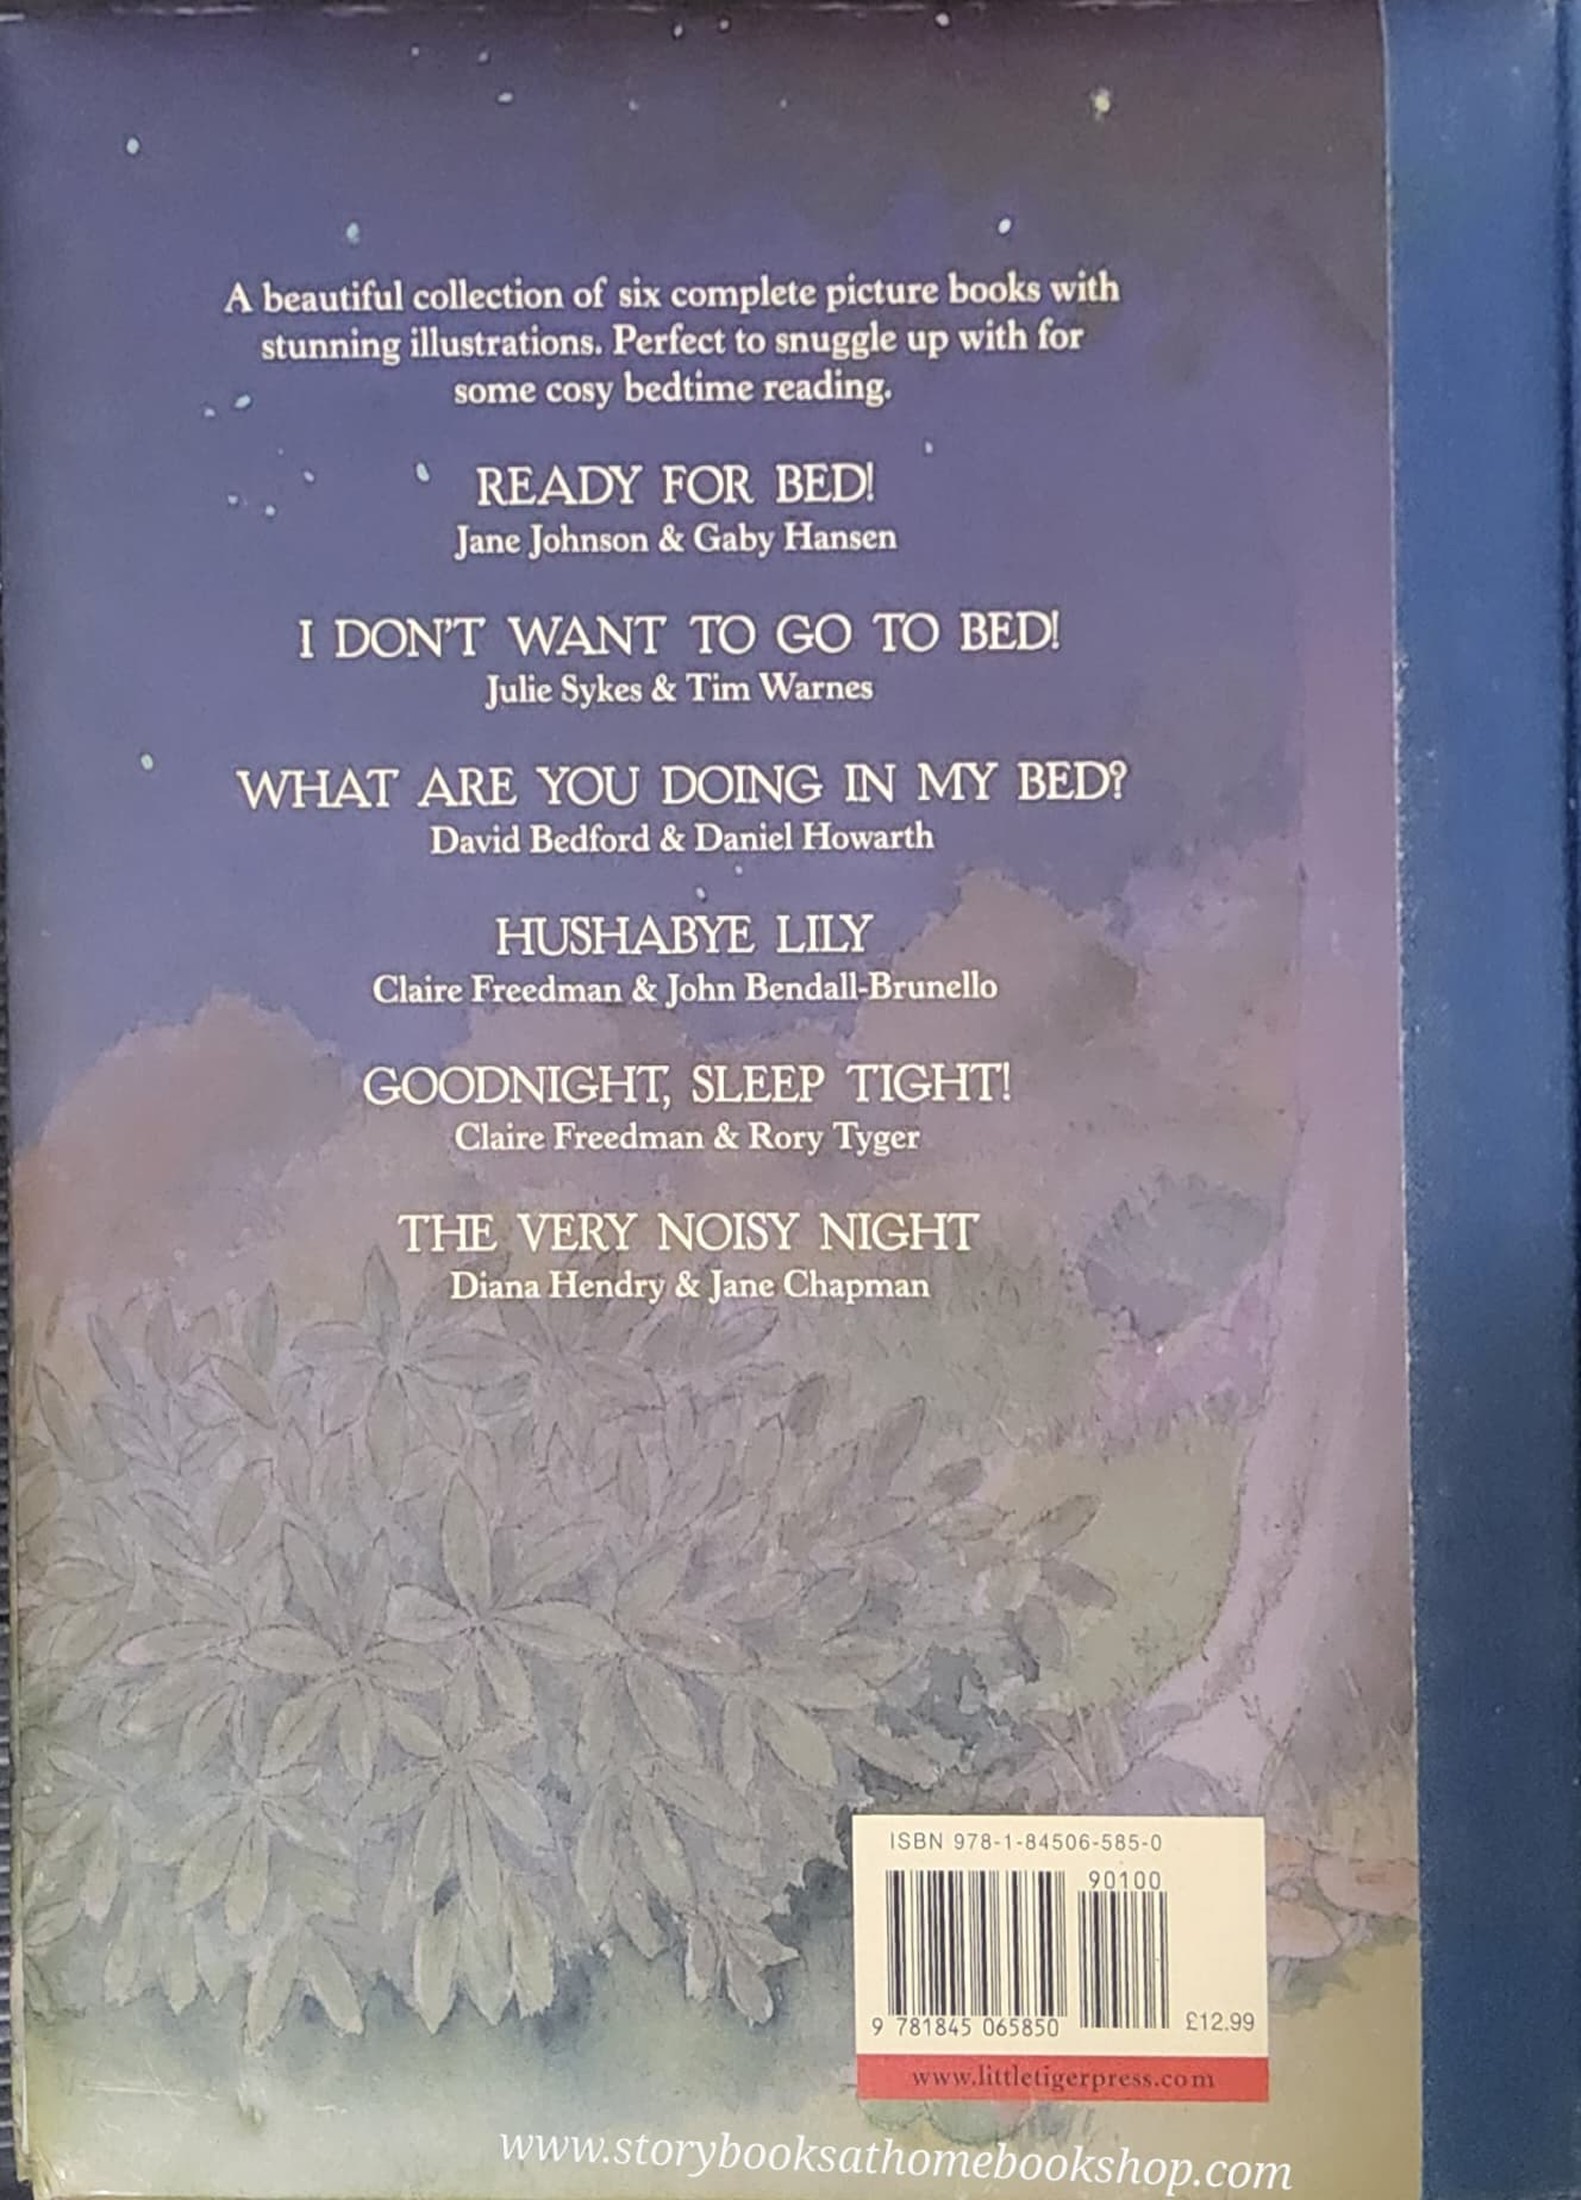 A beautiful collection of six complete picture books with
stunning illustrations. Perfect to snuggle up with for
some cosy bedtime reading.
READY FOR BED!
Jane Johnson & Gaby Hansen
I DON'T WANT TO GO TO BED!
Julie Sykes & Tim Warnes
WHAT ARE YOU DOING IN MY BED?
David Bedford & Daniel Howarth
HUSHABYE LILY
Claire Freedman & John Bendall-Brunello
GOODNIGHT, SLEEP TIGHT!
Claire Freedman & Rory Tyger
THE VERY NOISY NIGHT
Diana Hendry & Jane Chapman
ISBN 978-1-84506-585-0
90100
9 781845 065850
£12.99
www.littletigerpress.com
www.storybooksathomebookshop.com